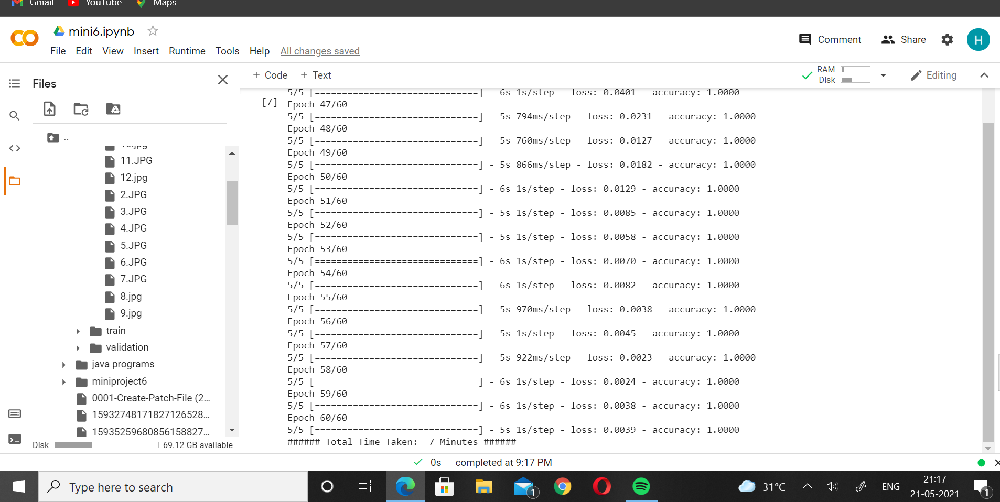 Gmail YouTube Maps
mini6.ipynb
File Edit View Insert Runtime Tools Help All changes saved
Comment Share H
Files
+ Code + Text
RAM
Disk
Editing
..
11.JPG
12.jpg
2.JPG
3.JPG
4.JPG
5.JPG
6.JPG
7.JPG
8.jpg
9.jpg
train
validation
java programs
miniproject6
0001-Create-Patch-File (2...
15932748171827126528...
15935259680856158827...
Disk 69.12 GB available
[7]
5/5 [==============================] - 6s 1s/step - loss: 0.0401 - accuracy: 1.0000
Epoch 47/60
5/5 [==============================] - 5s 794ms/step - loss: 0.0231 - accuracy: 1.0000
Epoch 48/60
5/5 [==============================] - 5s 760ms/step - loss: 0.0127 - accuracy: 1.0000
Epoch 49/60
5/5 [==============================] - 5s 866ms/step - loss: 0.0182 - accuracy: 1.0000
Epoch 50/60
5/5 [==============================] - 6s 1s/step - loss: 0.0129 - accuracy: 1.0000
Epoch 51/60
5/5 [==============================] - 5s 1s/step - loss: 0.0085 - accuracy: 1.0000
Epoch 52/60
5/5 [==============================] - 5s 1s/step - loss: 0.0058 - accuracy: 1.0000
Epoch 53/60
5/5 [==============================] - 6s 1s/step - loss: 0.0070 - accuracy: 1.0000
Epoch 54/60
5/5 [==============================] - 6s 1s/step - loss: 0.0082 - accuracy: 1.0000
Epoch 55/60
5/5 [==============================] - 5s 970ms/step - loss: 0.0038 - accuracy: 1.0000
Epoch 56/60
5/5 [==============================] - 5s 1s/step - loss: 0.0045 - accuracy: 1.0000
Epoch 57/60
5/5 [==============================] - 5s 922ms/step - loss: 0.0023 - accuracy: 1.0000
Epoch 58/60
5/5 [==============================] - 6s 1s/step - loss: 0.0024 - accuracy: 1.0000
Epoch 59/60
5/5 [==============================] - 6s 1s/step - loss: 0.0038 - accuracy: 1.0000
Epoch 60/60
5/5 [==============================] - 5s 1s/step - loss: 0.0039 - accuracy: 1.0000
###### Total Time Taken:  7 Minutes ######
0s completed at 9:17 PM
Type here to search
1
31°C
ENG
21:17
21-05-2021
1